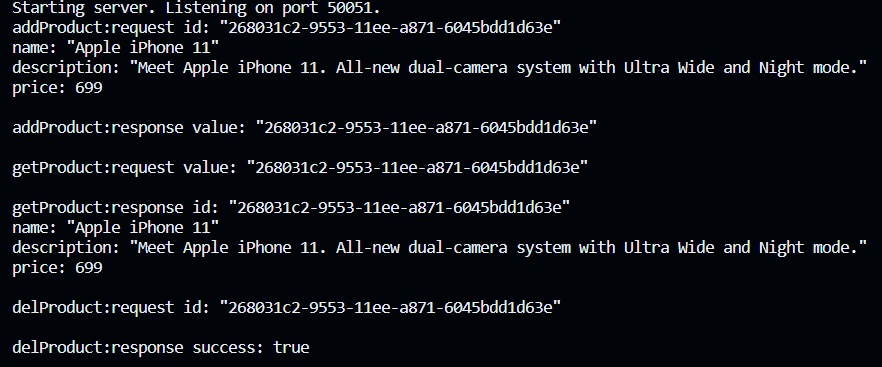 Starting server. Listening on port 50051.
addProduct:request id: "268031c2-9553-11ee-a871-6045bdd1d63e"
name: "Apple iPhone 11"
description: "Meet Apple iPhone 11. All-new dual-camera system with Ultra Wide and Night mode."
price: 699
addProduct:response value: "268031c2-9553-11ee-a871-6045bdd1d63e"
getProduct:request value: "268031c2-9553-11ee-a871-6045bdd1d63e"
getProduct:response id: "268031c2-9553-11ee-a871-6045bdd1d63e"
name: "Apple iPhone 11"
description: "Meet Apple iPhone 11. All-new dual-camera system with Ultra Wide and Night mode."
price: 699
delProduct:request id: "268031c2-9553-11ee-a871-6045bdd1d63e"
delProduct:response success: true